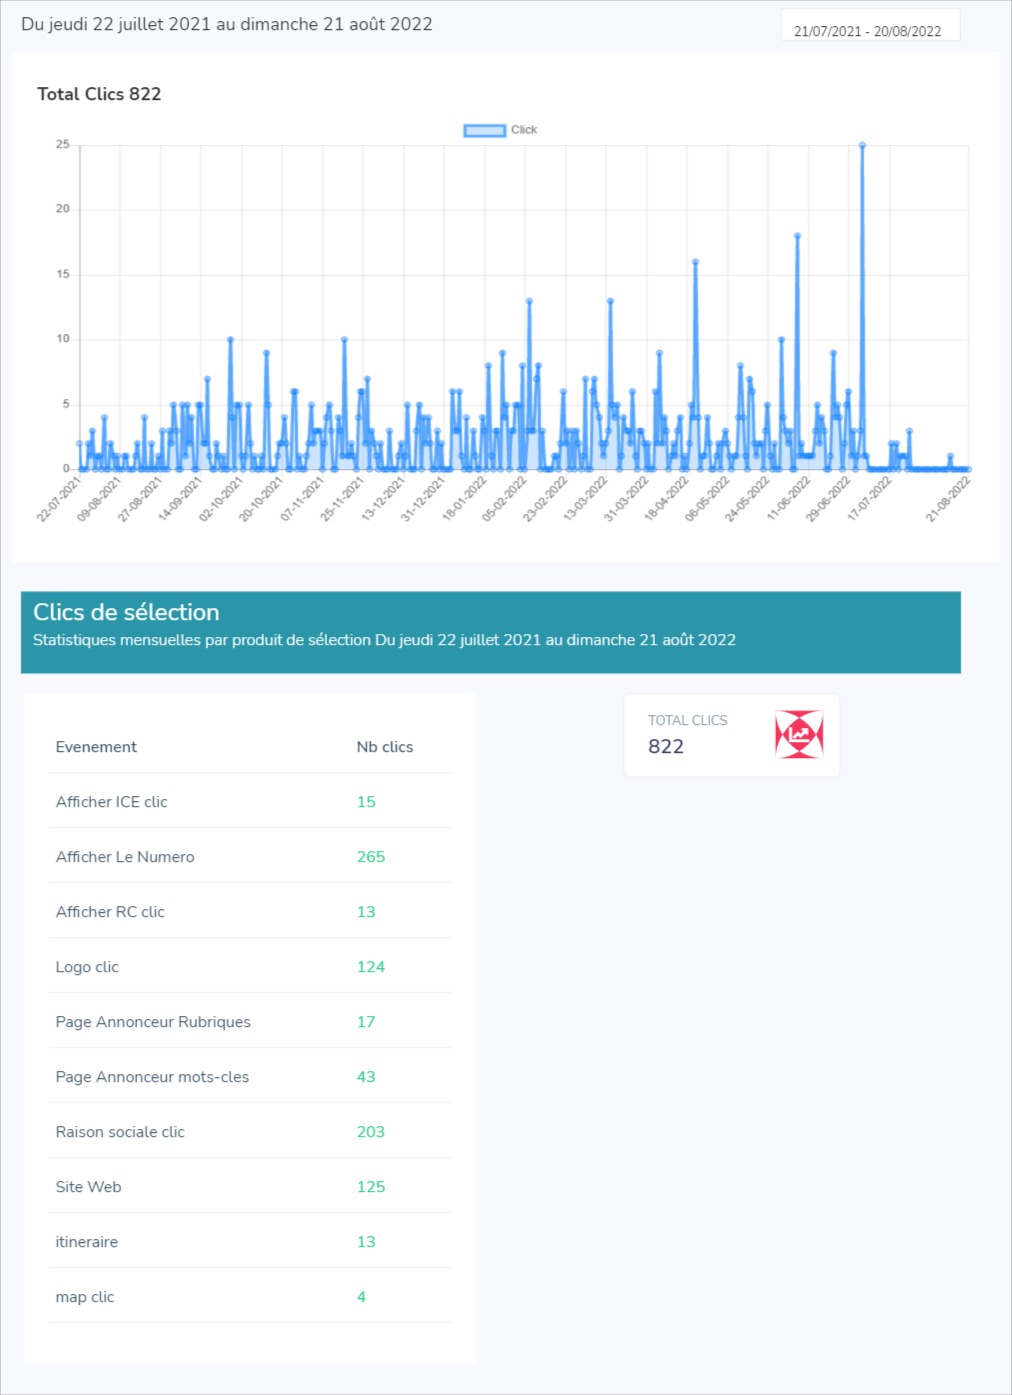 Du jeudi 22 juillet 2021 au dimanche 21 août 2022
21/07/2021 - 20/08/2022
Total Clics 822
Click
25
20
15
10
5
0
22-07-2021
09-08-2021
27-08-2021
14-09-2021
02-10-2021
20-10-2021
07-11-2021
25-11-2021
13-12-2021
31-12-2021
18-01-2022
05-02-2022
23-02-2022
13-03-2022
31-03-2022
18-04-2022
06-05-2022
24-05-2022
11-06-2022
29-06-2022
17-07-2022
21-08-2022
Clics de sélection
Statistiques mensuelles par produit de sélection Du jeudi 22 juillet 2021 au dimanche 21 août 2022
TOTAL CLICS
822
Evenement Nb clics
Afficher ICE clic 15
Afficher Le Numero 265
Afficher RC clic 13
Logo clic 124
Page Annonceur Rubriques 17
Page Annonceur mots-cles 43
Raison sociale clic 203
Site Web 125
itineraire 13
map clic 4